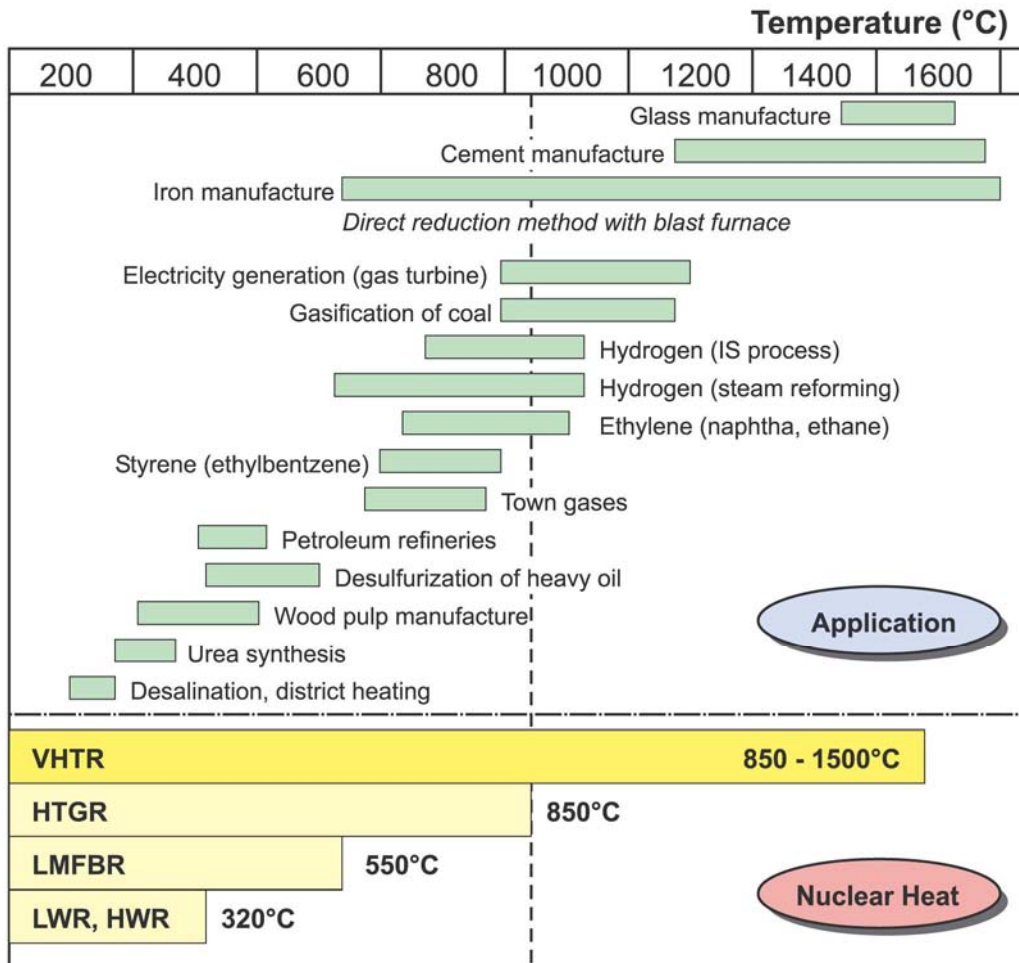 Temperature (°C)
200 400 600 800 1000 1200 1400 1600
Glass manufacture
Cement manufacture
Iron manufacture
Direct reduction method with blast furnace
Electricity generation (gas turbine)
Gasification of coal
Hydrogen (IS process)
Hydrogen (steam reforming)
Ethylene (naphtha, ethane)
Styrene (ethylbentzene)
Town gases
Petroleum refineries
Desulfurization of heavy oil
Wood pulp manufacture
Application
Urea synthesis
Desalination, district heating
VHTR 850 - 1500°C
HTGR 850°C
LMFBR 550°C
LWR, HWR 320°C
Nuclear Heat